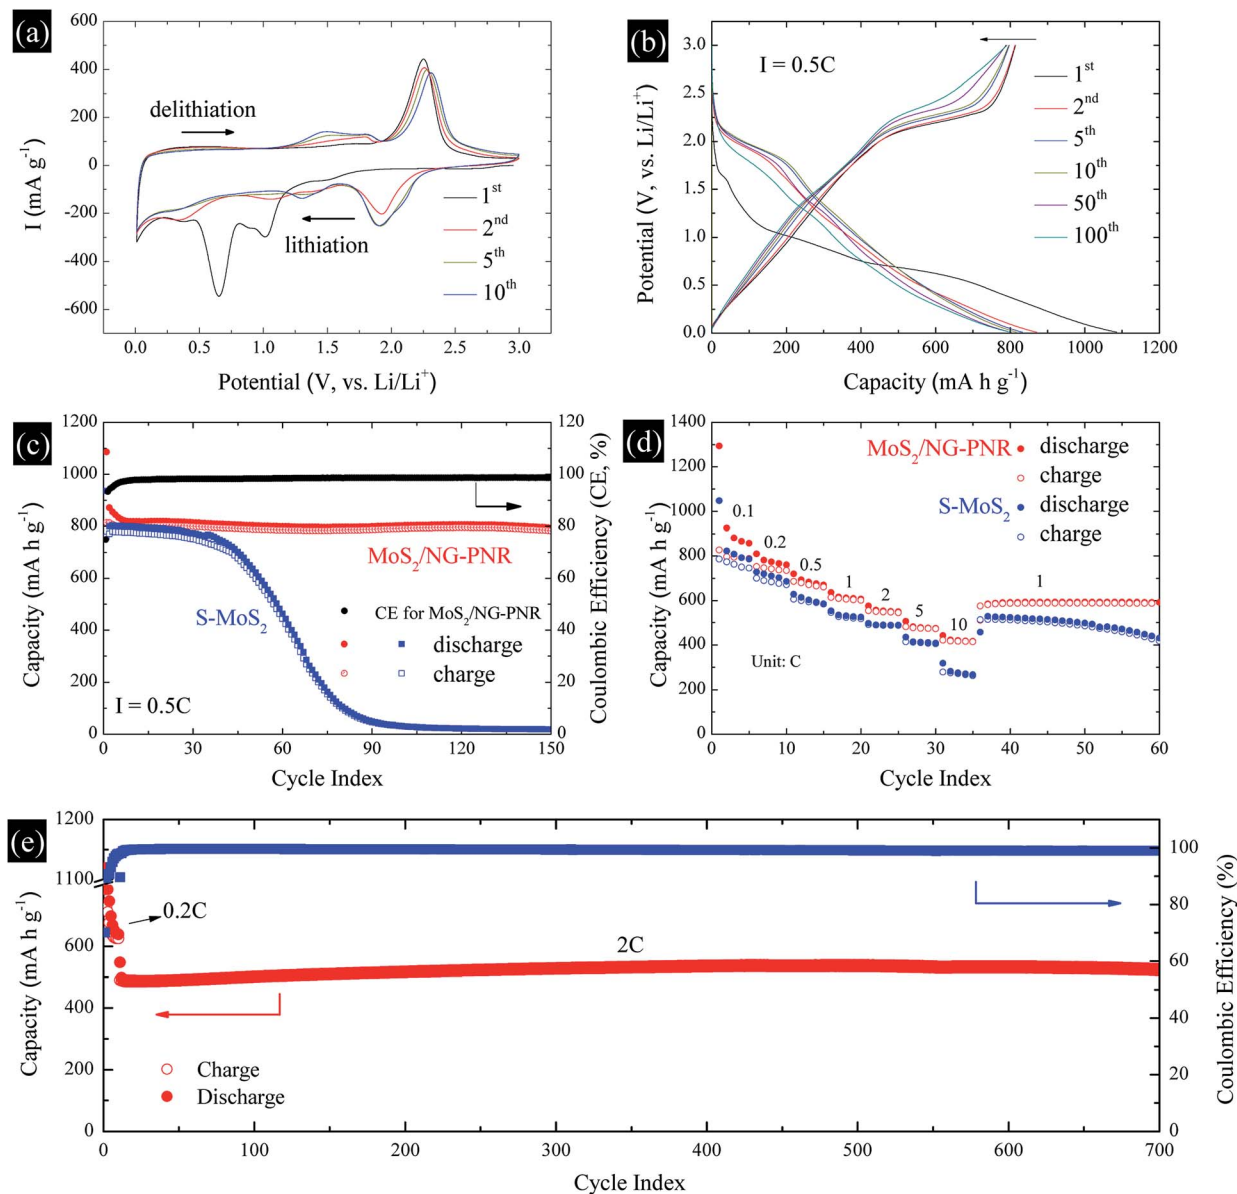 (a)
600
400
200
0
-200
-400
-600
I (mA g⁻¹)
delithiation
lithiation
1ˢᵗ
2ⁿᵈ
5ᵗʰ
10ᵗʰ
0.0 0.5 1.0 1.5 2.0 2.5 3.0
Potential (V, vs. Li/Li⁺)
(b)
3.0
2.5
2.0
1.5
1.0
0.5
0.0
Potential (V, vs. Li/Li⁺)
I = 0.5C
1ˢᵗ
2ⁿᵈ
5ᵗʰ
10ᵗʰ
50ᵗʰ
100ᵗʰ
0 200 400 600 800 1000 1200
Capacity (mA h g⁻¹)
(c)
1200
1000
800
600
400
200
0
Capacity (mA h g⁻¹)
MoS₂/NG-PNR
S-MoS₂
CE for MoS₂/NG-PNR
discharge
charge
I = 0.5C
120
100
80
60
40
20
0
Coulombic Efficiency (CE, %)
0 30 60 90 120 150
Cycle Index
(d)
1400
1200
1000
800
600
400
200
0
Capacity (mA h g⁻¹)
MoS₂/NG-PNR
discharge
charge
S-MoS₂
discharge
charge
0.1
0.2
0.5
1
2
5
10
1
Unit: C
0 10 20 30 40 50 60
Cycle Index
(e)
1200
1100
600
400
200
0
Capacity (mA h g⁻¹)
0.2C
2C
Charge
Discharge
100
80
60
40
20
0
Coulombic Efficiency (%)
0 100 200 300 400 500 600 700
Cycle Index